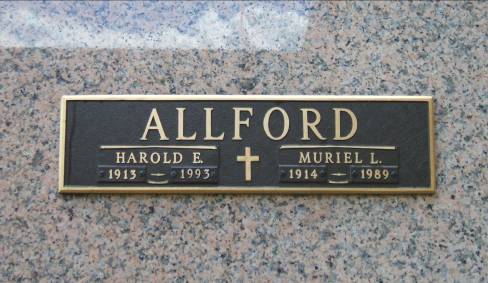 ALLFORD
HAROLD E. MURIEL L.
1913 – 1993 1914 – 1989